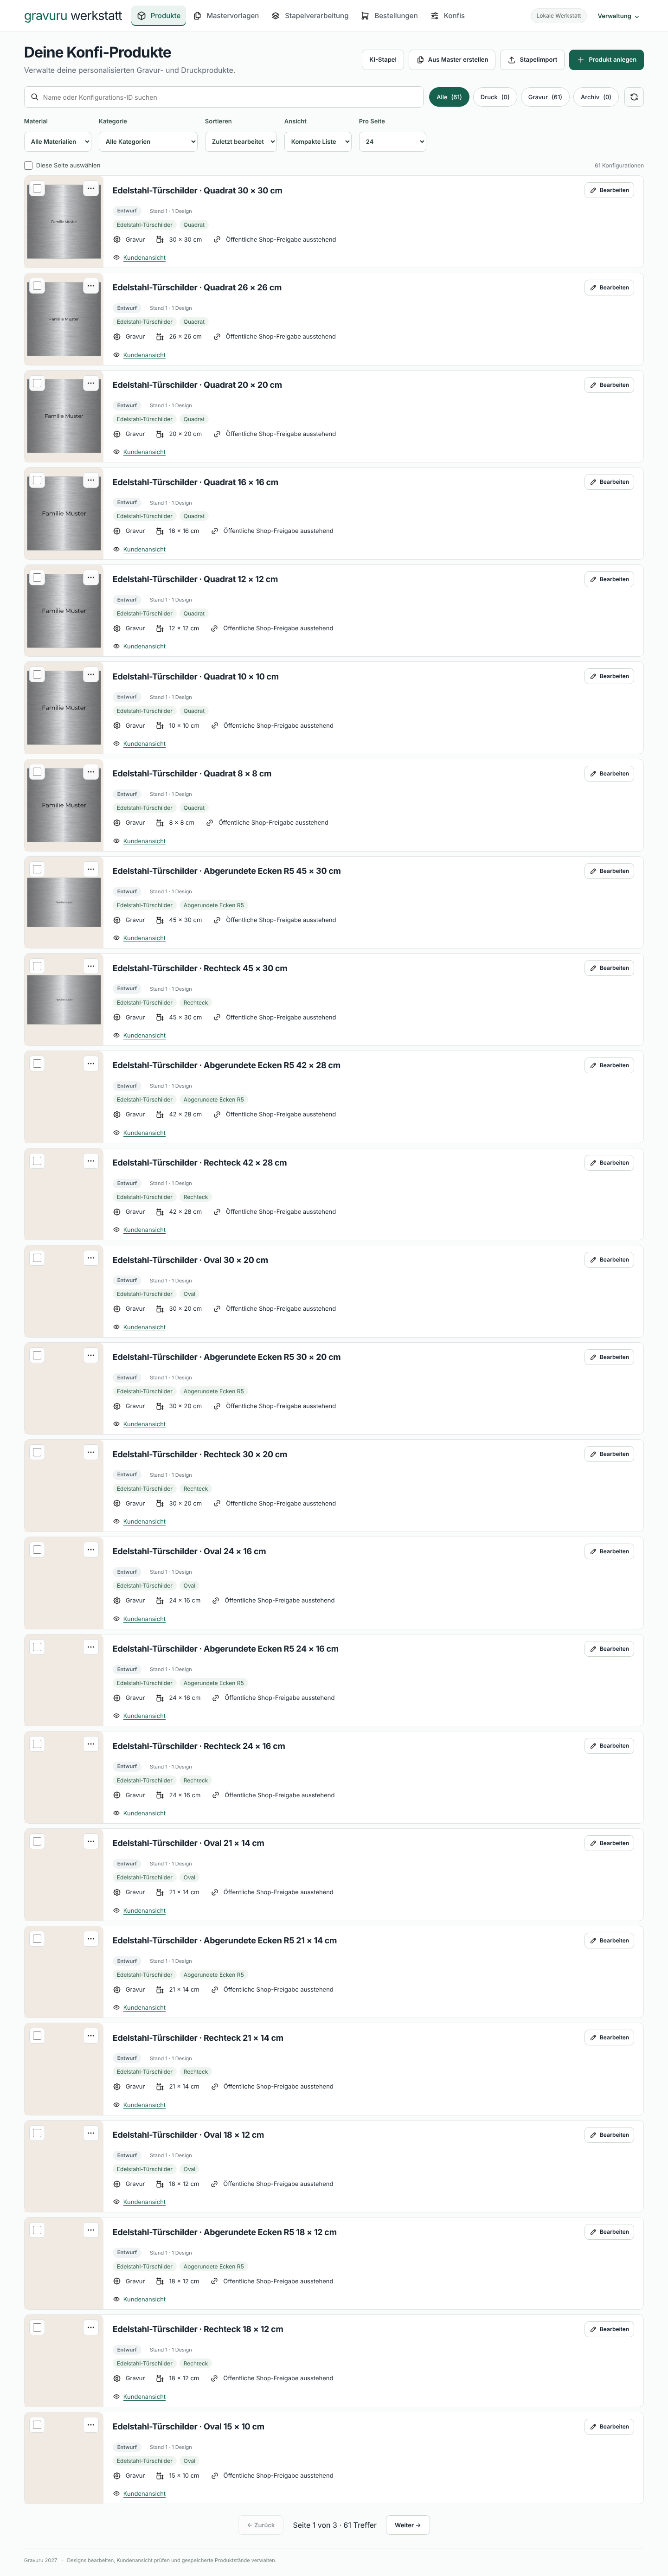 gravuru werkstatt Produkte Mastervorlagen Stapelverarbeitung Bestellungen Konfis Lokale Werkstatt Verwaltung
Deine Konfi-Produkte
Verwalte deine personalisierten Gravur- und Druckprodukte.
KI-Stapel Aus Master erstellen Stapelimport Produkt anlegen
Name oder Konfigurations-ID suchen Alle (61) Druck (0) Gravur (61) Archiv (0)
Material Kategorie Sortieren Ansicht Pro Seite
Alle Materialien Alle Kategorien Zuletzt bearbeitet Kompakte Liste 24
Diese Seite auswählen 61 Konfigurationen
Familie Muster
Edelstahl-Türschilder · Quadrat 30 × 30 cm Bearbeiten
Entwurf Stand 1 · 1 Design
Edelstahl-Türschilder Quadrat
Gravur 30 × 30 cm Öffentliche Shop-Freigabe ausstehend
Kundenansicht
Familie Muster
Edelstahl-Türschilder · Quadrat 26 × 26 cm Bearbeiten
Entwurf Stand 1 · 1 Design
Edelstahl-Türschilder Quadrat
Gravur 26 × 26 cm Öffentliche Shop-Freigabe ausstehend
Kundenansicht
Familie Muster
Edelstahl-Türschilder · Quadrat 20 × 20 cm Bearbeiten
Entwurf Stand 1 · 1 Design
Edelstahl-Türschilder Quadrat
Gravur 20 × 20 cm Öffentliche Shop-Freigabe ausstehend
Kundenansicht
Familie Muster
Edelstahl-Türschilder · Quadrat 16 × 16 cm Bearbeiten
Entwurf Stand 1 · 1 Design
Edelstahl-Türschilder Quadrat
Gravur 16 × 16 cm Öffentliche Shop-Freigabe ausstehend
Kundenansicht
Familie Muster
Edelstahl-Türschilder · Quadrat 12 × 12 cm Bearbeiten
Entwurf Stand 1 · 1 Design
Edelstahl-Türschilder Quadrat
Gravur 12 × 12 cm Öffentliche Shop-Freigabe ausstehend
Kundenansicht
Familie Muster
Edelstahl-Türschilder · Quadrat 10 × 10 cm Bearbeiten
Entwurf Stand 1 · 1 Design
Edelstahl-Türschilder Quadrat
Gravur 10 × 10 cm Öffentliche Shop-Freigabe ausstehend
Kundenansicht
Familie Muster
Edelstahl-Türschilder · Quadrat 8 × 8 cm Bearbeiten
Entwurf Stand 1 · 1 Design
Edelstahl-Türschilder Quadrat
Gravur 8 × 8 cm Öffentliche Shop-Freigabe ausstehend
Kundenansicht
Edelstahl-Türschilder · Abgerundete Ecken R5 45 × 30 cm Bearbeiten
Entwurf Stand 1 · 1 Design
Edelstahl-Türschilder Abgerundete Ecken R5
Gravur 45 × 30 cm Öffentliche Shop-Freigabe ausstehend
Kundenansicht
Edelstahl-Türschilder · Rechteck 45 × 30 cm Bearbeiten
Entwurf Stand 1 · 1 Design
Edelstahl-Türschilder Rechteck
Gravur 45 × 30 cm Öffentliche Shop-Freigabe ausstehend
Kundenansicht
Edelstahl-Türschilder · Abgerundete Ecken R5 42 × 28 cm Bearbeiten
Entwurf Stand 1 · 1 Design
Edelstahl-Türschilder Abgerundete Ecken R5
Gravur 42 × 28 cm Öffentliche Shop-Freigabe ausstehend
Kundenansicht
Edelstahl-Türschilder · Rechteck 42 × 28 cm Bearbeiten
Entwurf Stand 1 · 1 Design
Edelstahl-Türschilder Rechteck
Gravur 42 × 28 cm Öffentliche Shop-Freigabe ausstehend
Kundenansicht
Edelstahl-Türschilder · Oval 30 × 20 cm Bearbeiten
Entwurf Stand 1 · 1 Design
Edelstahl-Türschilder Oval
Gravur 30 × 20 cm Öffentliche Shop-Freigabe ausstehend
Kundenansicht
Edelstahl-Türschilder · Abgerundete Ecken R5 30 × 20 cm Bearbeiten
Entwurf Stand 1 · 1 Design
Edelstahl-Türschilder Abgerundete Ecken R5
Gravur 30 × 20 cm Öffentliche Shop-Freigabe ausstehend
Kundenansicht
Edelstahl-Türschilder · Rechteck 30 × 20 cm Bearbeiten
Entwurf Stand 1 · 1 Design
Edelstahl-Türschilder Rechteck
Gravur 30 × 20 cm Öffentliche Shop-Freigabe ausstehend
Kundenansicht
Edelstahl-Türschilder · Oval 24 × 16 cm Bearbeiten
Entwurf Stand 1 · 1 Design
Edelstahl-Türschilder Oval
Gravur 24 × 16 cm Öffentliche Shop-Freigabe ausstehend
Kundenansicht
Edelstahl-Türschilder · Abgerundete Ecken R5 24 × 16 cm Bearbeiten
Entwurf Stand 1 · 1 Design
Edelstahl-Türschilder Abgerundete Ecken R5
Gravur 24 × 16 cm Öffentliche Shop-Freigabe ausstehend
Kundenansicht
Edelstahl-Türschilder · Rechteck 24 × 16 cm Bearbeiten
Entwurf Stand 1 · 1 Design
Edelstahl-Türschilder Rechteck
Gravur 24 × 16 cm Öffentliche Shop-Freigabe ausstehend
Kundenansicht
Edelstahl-Türschilder · Oval 21 × 14 cm Bearbeiten
Entwurf Stand 1 · 1 Design
Edelstahl-Türschilder Oval
Gravur 21 × 14 cm Öffentliche Shop-Freigabe ausstehend
Kundenansicht
Edelstahl-Türschilder · Abgerundete Ecken R5 21 × 14 cm Bearbeiten
Entwurf Stand 1 · 1 Design
Edelstahl-Türschilder Abgerundete Ecken R5
Gravur 21 × 14 cm Öffentliche Shop-Freigabe ausstehend
Kundenansicht
Edelstahl-Türschilder · Rechteck 21 × 14 cm Bearbeiten
Entwurf Stand 1 · 1 Design
Edelstahl-Türschilder Rechteck
Gravur 21 × 14 cm Öffentliche Shop-Freigabe ausstehend
Kundenansicht
Edelstahl-Türschilder · Oval 18 × 12 cm Bearbeiten
Entwurf Stand 1 · 1 Design
Edelstahl-Türschilder Oval
Gravur 18 × 12 cm Öffentliche Shop-Freigabe ausstehend
Kundenansicht
Edelstahl-Türschilder · Abgerundete Ecken R5 18 × 12 cm Bearbeiten
Entwurf Stand 1 · 1 Design
Edelstahl-Türschilder Abgerundete Ecken R5
Gravur 18 × 12 cm Öffentliche Shop-Freigabe ausstehend
Kundenansicht
Edelstahl-Türschilder · Rechteck 18 × 12 cm Bearbeiten
Entwurf Stand 1 · 1 Design
Edelstahl-Türschilder Rechteck
Gravur 18 × 12 cm Öffentliche Shop-Freigabe ausstehend
Kundenansicht
Edelstahl-Türschilder · Oval 15 × 10 cm Bearbeiten
Entwurf Stand 1 · 1 Design
Edelstahl-Türschilder Oval
Gravur 15 × 10 cm Öffentliche Shop-Freigabe ausstehend
Kundenansicht
← Zurück Seite 1 von 3 · 61 Treffer Weiter →
Gravuru 2027 · Designs bearbeiten, Kundenansicht prüfen und gespeicherte Produktstände verwalten.